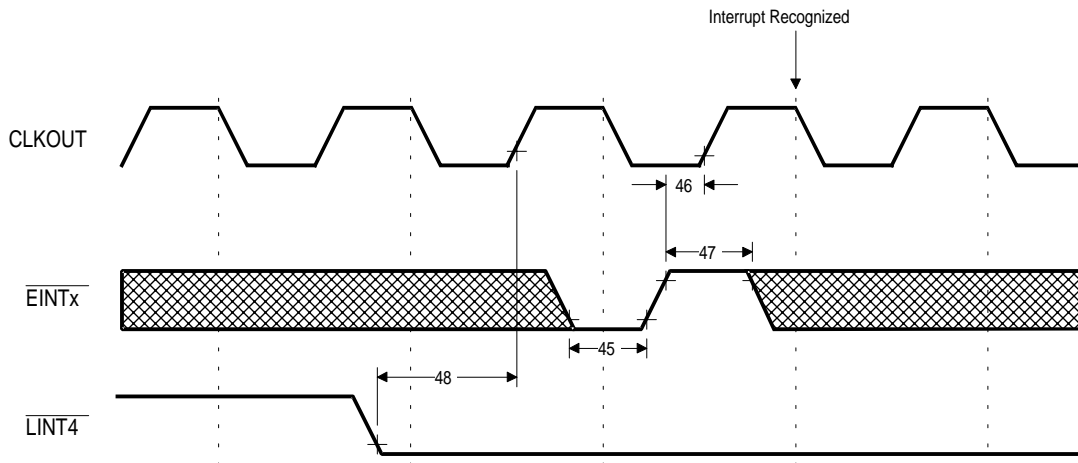 Interrupt Recognized
CLKOUT
46
47
EINTx
45
48
LINT4